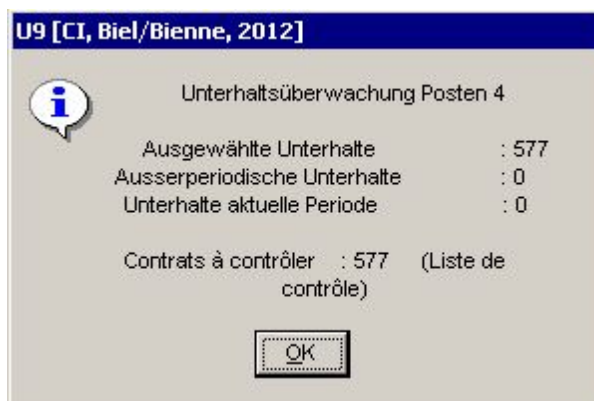 U9 [CI, Biel/Bienne, 2012]
Unterhaltsüberwachung Posten 4
Ausgewählte Unterhalte : 577
Ausserperiodische Unterhalte : 0
Unterhalte aktuelle Periode : 0
Contrats à contrôler : 577 (Liste de
contrôle)
OK